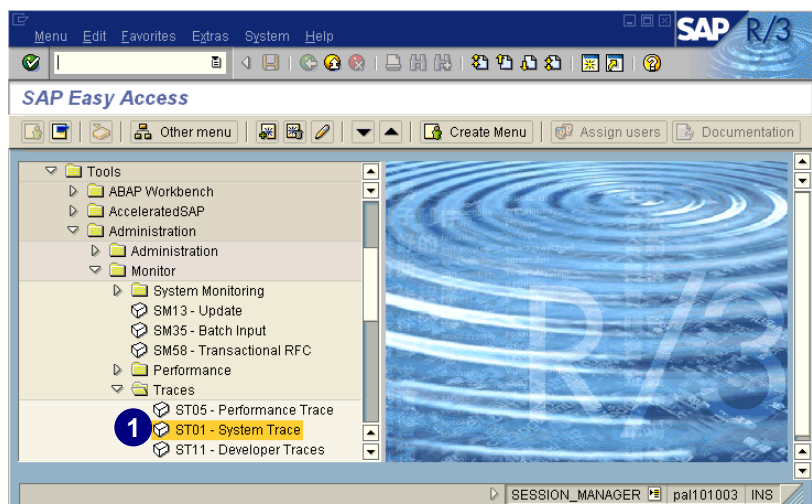 SAP R/3
Menu Edit Favorites Extras System Help
SAP Easy Access
Other menu Create Menu Assign users Documentation
Tools
ABAP Workbench
AcceleratedSAP
Administration
Administration
Monitor
System Monitoring
SM13 - Update
SM35 - Batch Input
SM58 - Transactional RFC
Performance
Traces
ST05 - Performance Trace
1 ST01 - System Trace
ST11 - Developer Traces
R/3
SESSION_MANAGER pal101003 INS